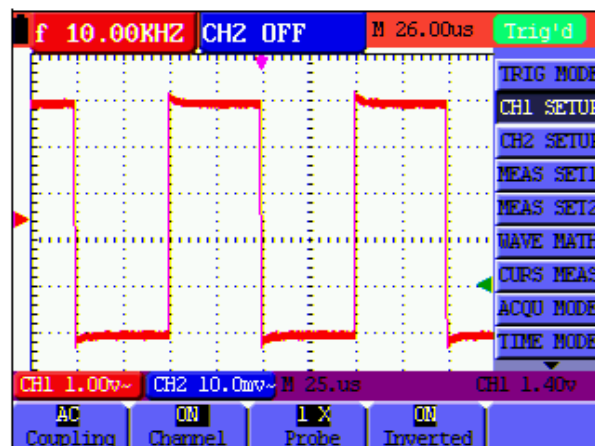 f 10.00KHZ CH2 OFF M 26.00us Trig'd
TRIG MODE
CH1 SETUP
CH2 SETUP
MEAS SET1
MEAS SET2
WAVE MATH
CURS MEAS
ACQU MODE
TIME MODE
CH1 1.00v~ CH2 10.0mv~ M 25.us CH1 1.40v
AC ON 1 X ON
Coupling Channel Probe Inverted